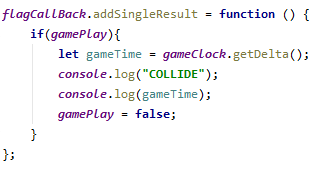 flagCallBack.addSingleResult = function () {
    if(gamePlay){
        let gameTime = gameClock.getDelta();
        console.log("COLLIDE");
        console.log(gameTime);
        gamePlay = false;
    }
};